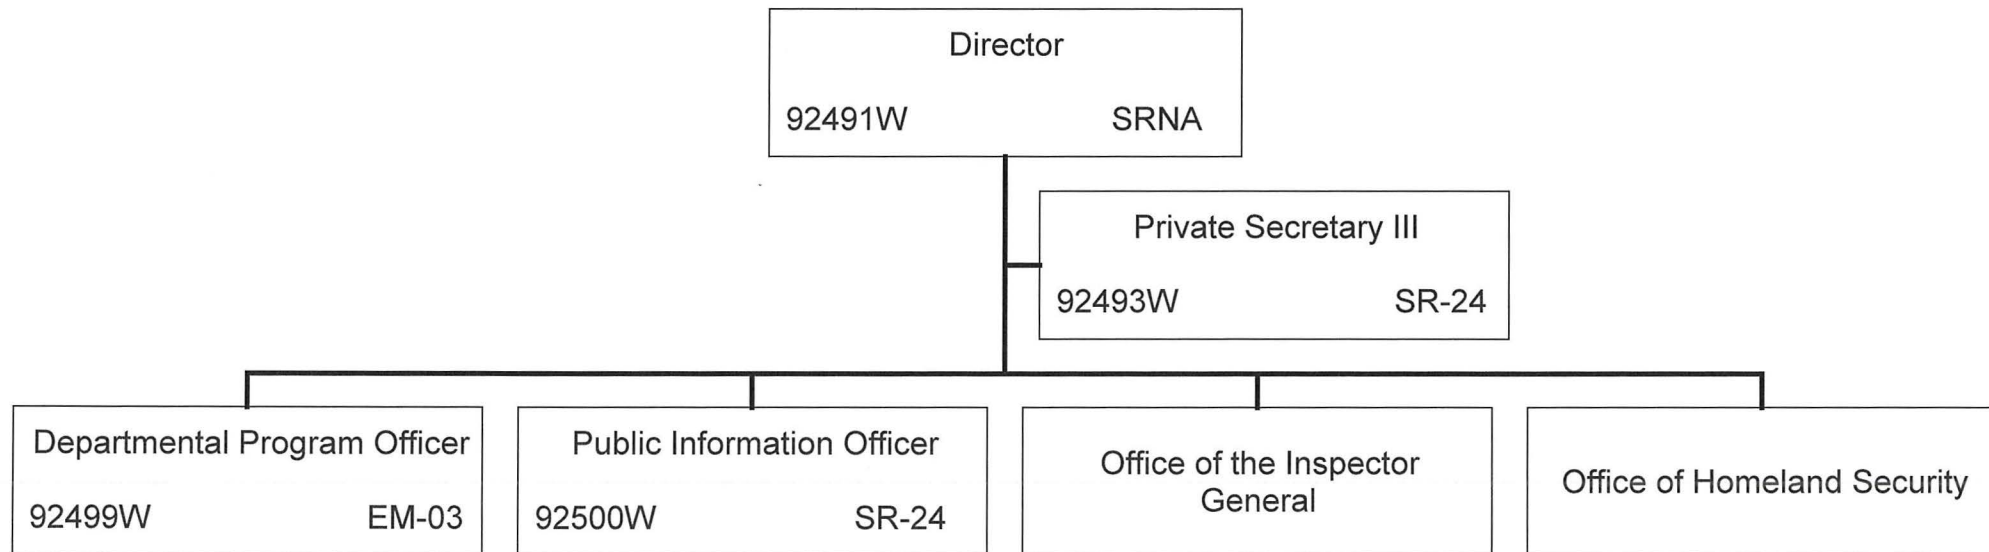 Director
92491W SRNA
Private Secretary III
92493W SR-24
Departmental Program Officer
92499W EM-03
Public Information Officer
92500W SR-24
Office of the Inspector
General
Office of Homeland Security